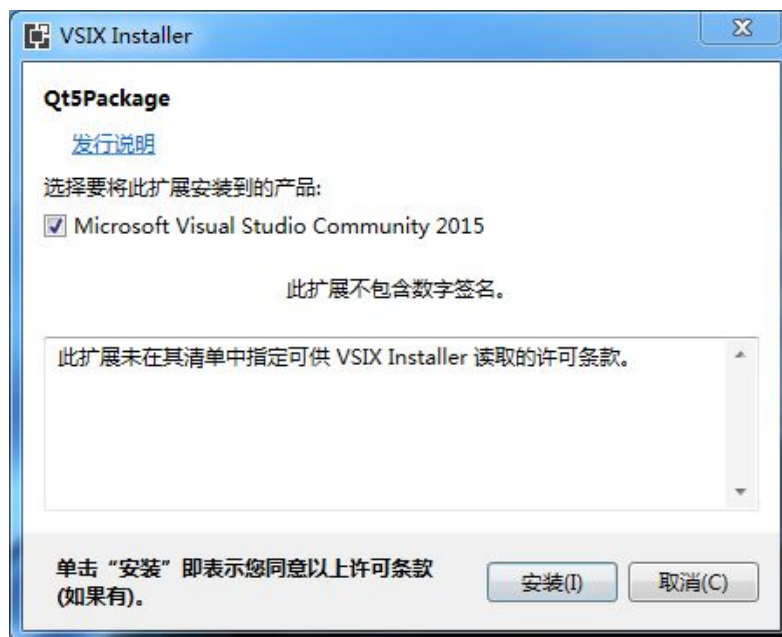 VSIX Installer
Qt5Package
发行说明
选择要将此扩展安装到的产品:
Microsoft Visual Studio Community 2015
此扩展不包含数字签名。
此扩展未在其清单中指定可供 VSIX Installer 读取的许可条款。
单击“安装”即表示您同意以上许可条款
(如果有)。
安装(I)
取消(C)